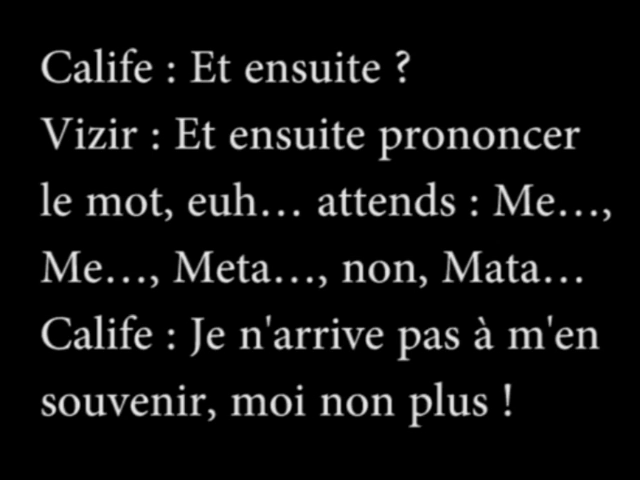 Calife : Et ensuite ?
Vizir : Et ensuite prononcer
le mot, euh… attends : Me…,
Me…, Meta…, non, Mata…
Calife : Je n'arrive pas à m'en
souvenir, moi non plus !